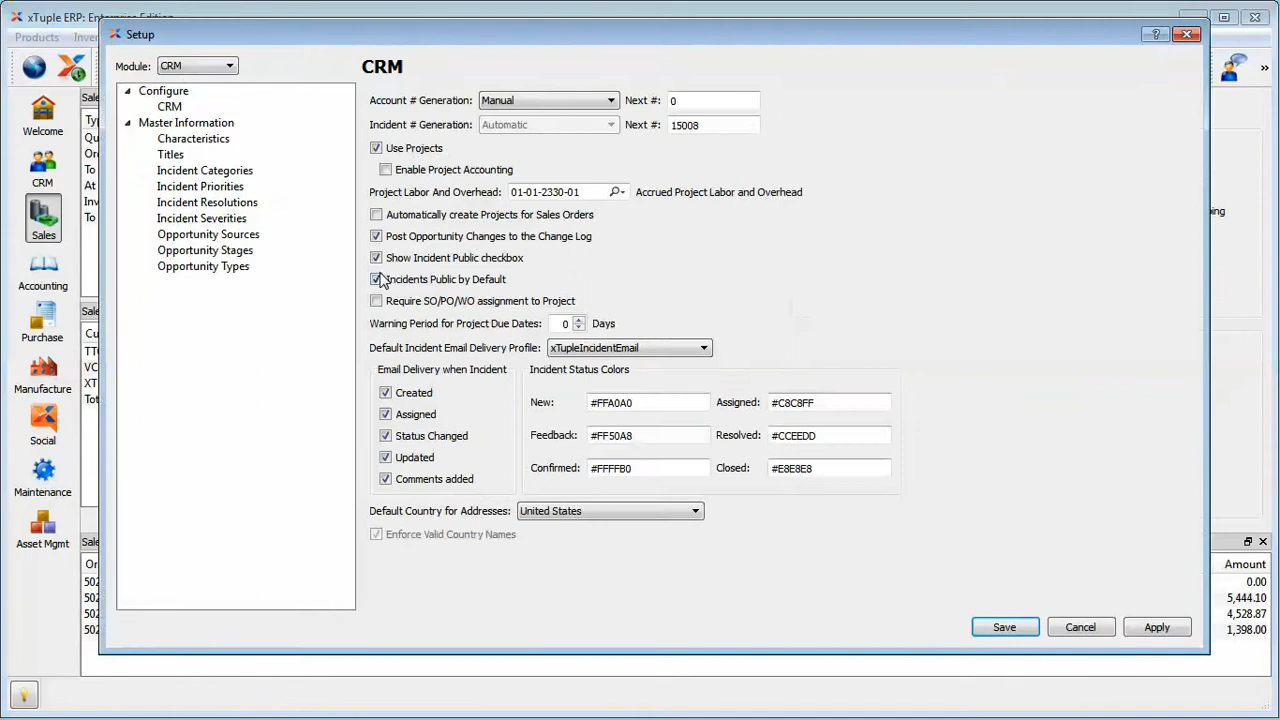 xTuple ERP: Enterprise Edition
Products
Setup
Module: CRM
Configure
CRM
Master Information
Characteristics
Titles
Incident Categories
Incident Priorities
Incident Resolutions
Incident Severities
Opportunity Sources
Opportunity Stages
Opportunity Types
CRM
Account # Generation: Manual Next #: 0
Incident # Generation: Automatic Next #: 15008
Use Projects
Enable Project Accounting
Project Labor And Overhead: 01-01-2330-01 Accrued Project Labor and Overhead
Automatically create Projects for Sales Orders
Post Opportunity Changes to the Change Log
Show Incident Public checkbox
Incidents Public by Default
Require SO/PO/WO assignment to Project
Warning Period for Project Due Dates: 0 Days
Default Incident Email Delivery Profile: xTupleIncidentEmail
Email Delivery when Incident
Created
Assigned
Status Changed
Updated
Comments added
Incident Status Colors
New: #FFA0A0 Assigned: #C8C8FF
Feedback: #FF50A8 Resolved: #CCEEDD
Confirmed: #FFFFB0 Closed: #E8E8E8
Default Country for Addresses: United States
Enforce Valid Country Names
Save Cancel Apply
Welcome
CRM
Sales
Accounting
Purchase
Manufacture
Social
Maintenance
Asset Mgmt
Amount
0.00
5,444.10
4,528.87
1,398.00